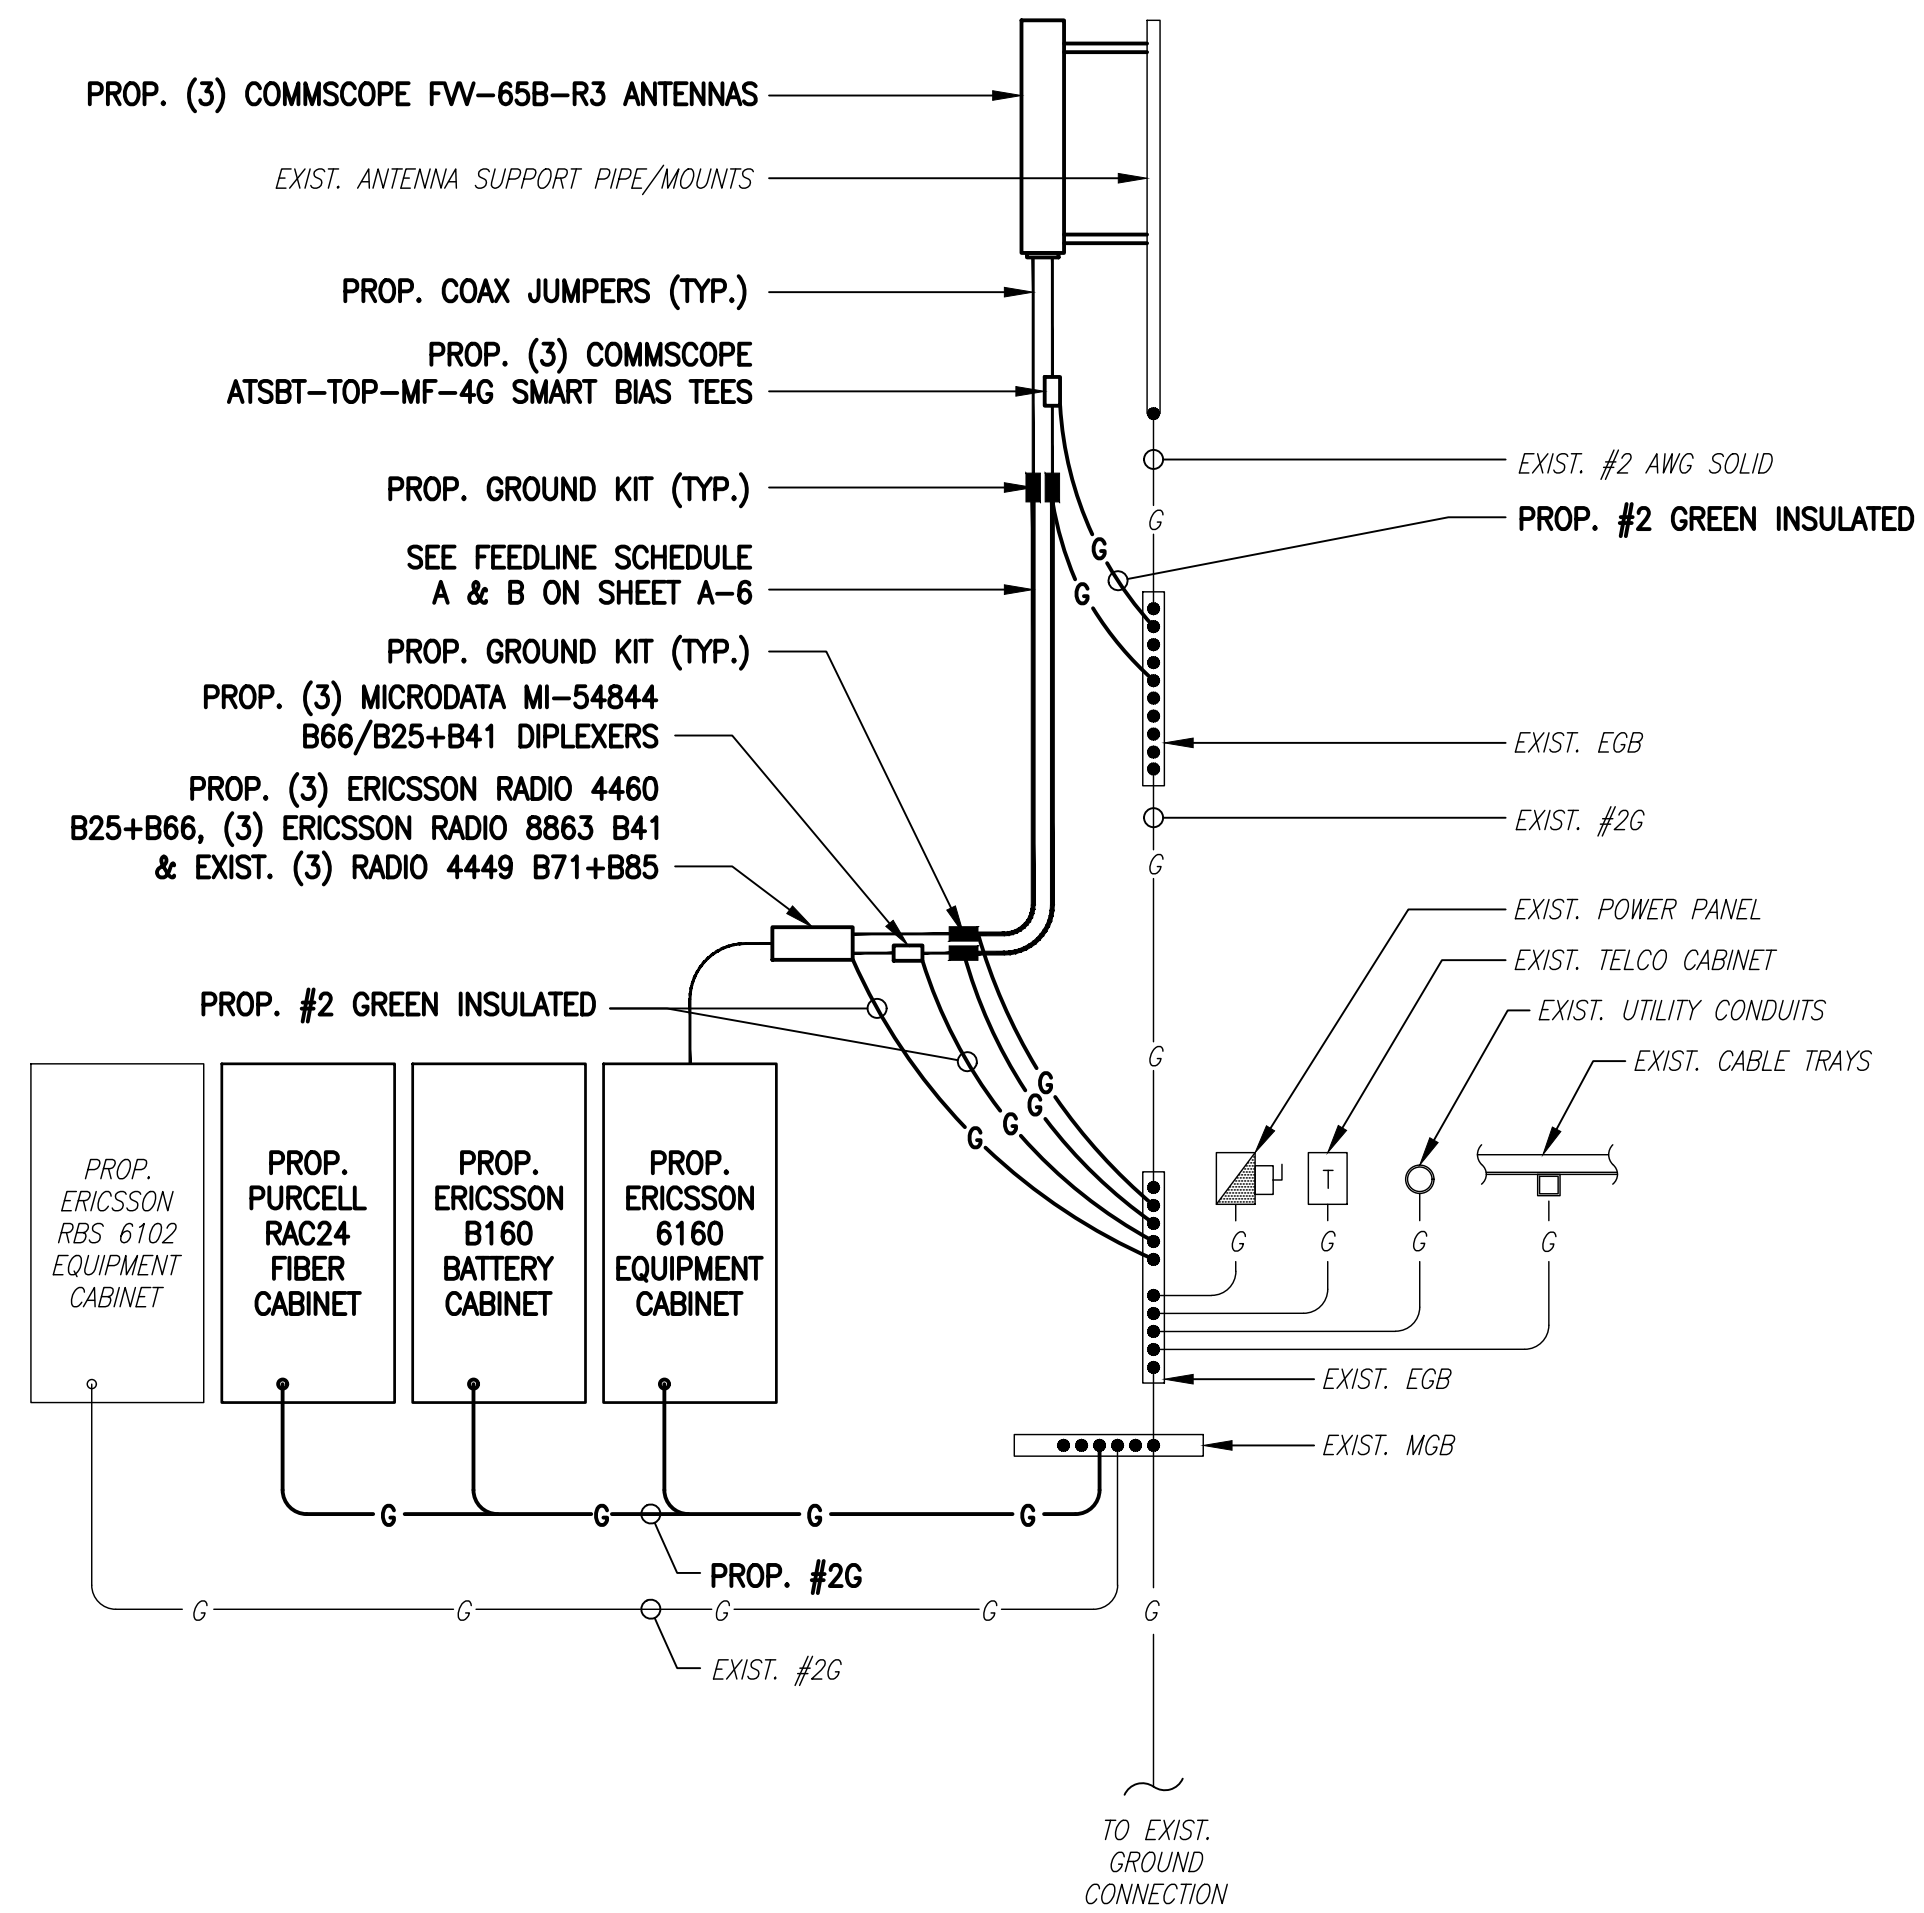 PROP. (3) COMMSCOPE FVV-65B-R3 ANTENNAS
EXIST. ANTENNA SUPPORT PIPE/MOUNTS
PROP. COAX JUMPERS (TYP.)
PROP. (3) COMMSCOPE
ATSBT-TOP-MF-4G SMART BIAS TEES
PROP. GROUND KIT (TYP.)
SEE FEEDLINE SCHEDULE
A & B ON SHEET A-6
PROP. GROUND KIT (TYP.)
PROP. (3) MICRODATA MI-54844
B66/B25+B41 DIPLEXERS
PROP. (3) ERICSSON RADIO 4460
B25+B66, (3) ERICSSON RADIO 8863 B41
& EXIST. (3) RADIO 4449 B71+B85
PROP. #2 GREEN INSULATED
EXIST. #2 AWG SOLID
G
PROP. #2 GREEN INSULATED
G
G
EXIST. EGB
EXIST. #2G
G
EXIST. POWER PANEL
EXIST. TELCO CABINET
EXIST. UTILITY CONDUITS
EXIST. CABLE TRAYS
G
G
G
G
G
T
G
G
G
G
PROP.
ERICSSON
RBS 6102
EQUIPMENT
CABINET
PROP.
PURCELL
RAC24
FIBER
CABINET
PROP.
ERICSSON
B160
BATTERY
CABINET
PROP.
ERICSSON
6160
EQUIPMENT
CABINET
EXIST. EGB
EXIST. MGB
G
G
G
G
PROP. #2G
G
G
G
G
G
EXIST. #2G
TO EXIST.
GROUND
CONNECTION